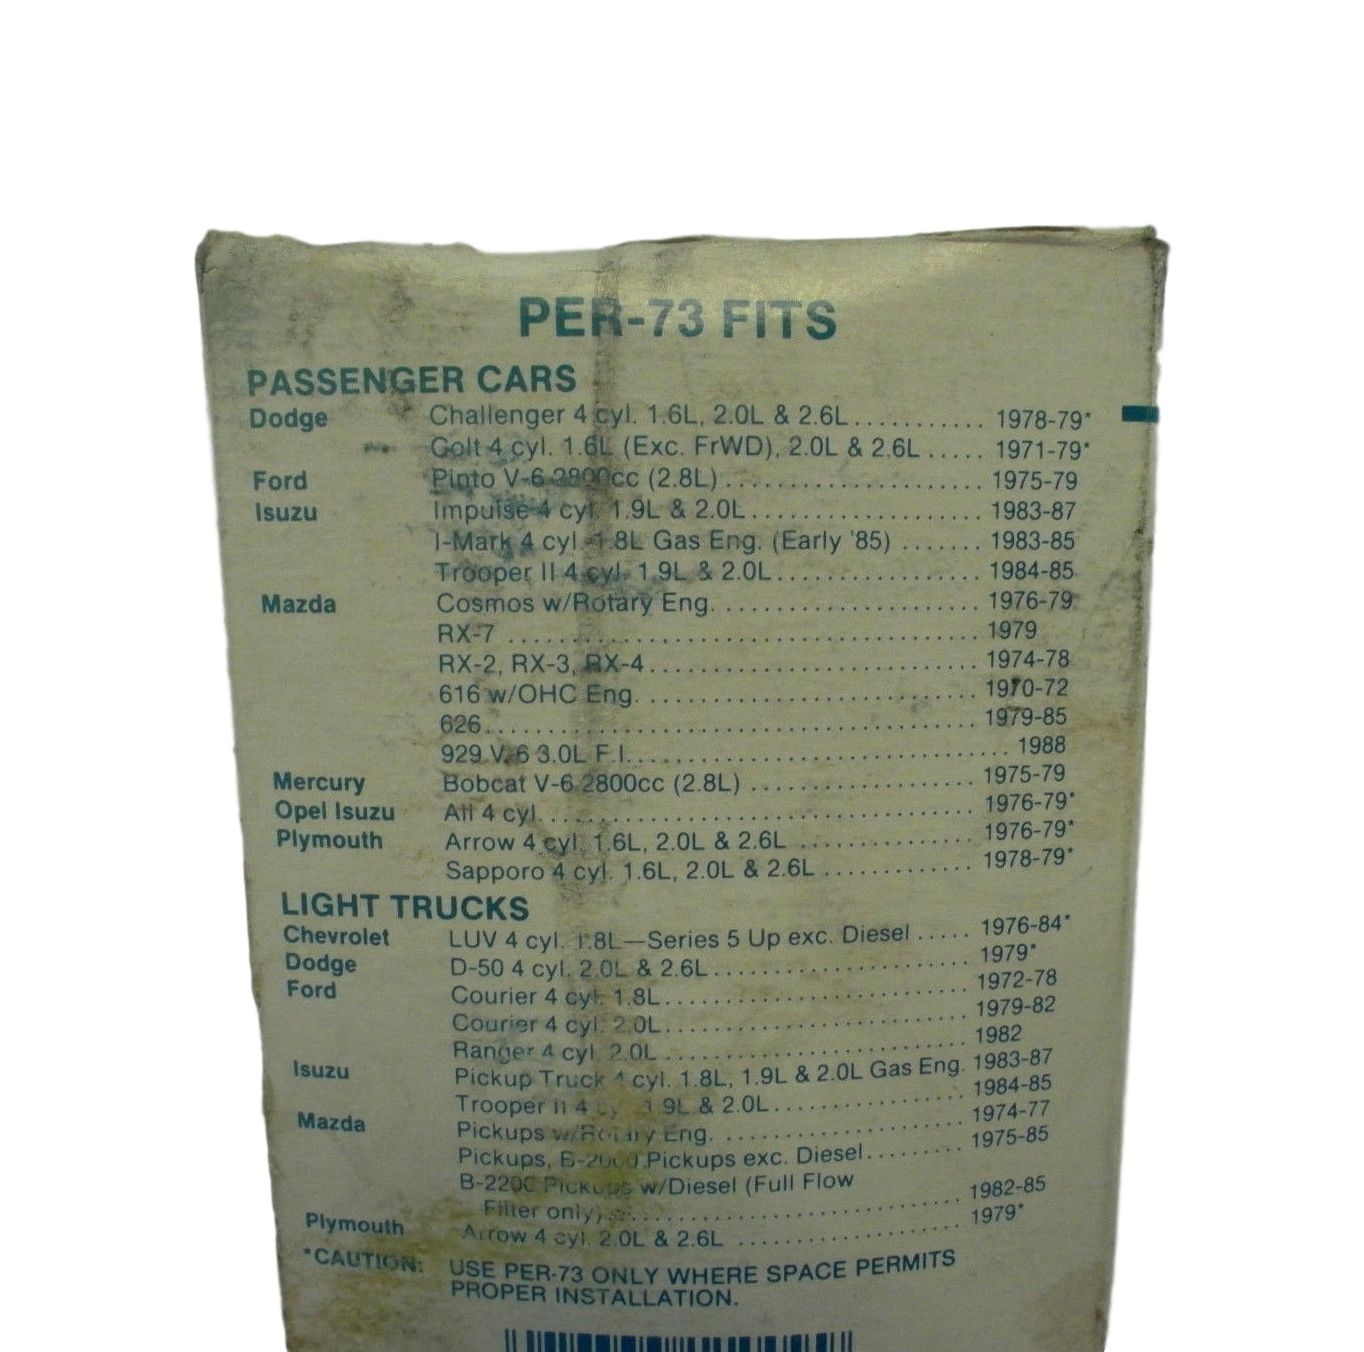 PER-73 FITS
PASSENGER CARS
Dodge Challenger 4 cyl. 1.6L, 2.0L & 2.6L........... 1978-79*
Colt 4 cyl. 1.6L (Exc. FrWD), 2.0L & 2.6L ..... 1971-79*
Ford Pinto V-6 2800cc (2.8L) ..................... 1975-79
Isuzu Impulse 4 cyl. 1.9L & 2.0L................... 1983-87
I-Mark 4 cyl. 1.8L Gas Eng. (Early '85) ....... 1983-85
Trooper II 4 cyl. 1.9L & 2.0L................. 1984-85
Mazda Cosmos w/Rotary Eng. ..................... 1976-79
RX-7 ..................................... 1979
RX-2, RX-3, RX-4.......................... 1974-78
616 w/OHC Eng. .......................... 1970-72
626....................................... 1979-85
929 V-6 3.0L F.I.............................. 1988
Mercury Bobcat V-6 2800cc (2.8L) .................. 1975-79
Opel Isuzu All 4 cyl. .................................. 1976-79*
Plymouth Arrow 4 cyl. 1.6L, 2.0L & 2.6L .............. 1976-79*
Sapporo 4 cyl. 1.6L, 2.0L & 2.6L ............ 1978-79*
LIGHT TRUCKS
Chevrolet LUV 4 cyl. 1.8L—Series 5 Up exc. Diesel ..... 1976-84*
Dodge D-50 4 cyl. 2.0L & 2.6L..................... 1979*
Ford Courier 4 cyl. 1.8L......................... 1972-78
Courier 4 cyl. 2.0L......................... 1979-82
Ranger 4 cyl. 2.0L ......................... 1982
Isuzu Pickup Truck 4 cyl. 1.8L, 1.9L & 2.0L Gas Eng. 1983-87
Trooper II 4 cyl. 1.9L & 2.0L................ 1984-85
Mazda Pickups w/Rotary Eng. .................... 1974-77
Pickups, B-2000 Pickups exc. Diesel......... 1975-85
B-2200 Pickups w/Diesel (Full Flow
Filter only).............................. 1982-85
Plymouth Arrow 4 cyl. 2.0L & 2.6L ................... 1979*
*CAUTION: USE PER-73 ONLY WHERE SPACE PERMITS
PROPER INSTALLATION.